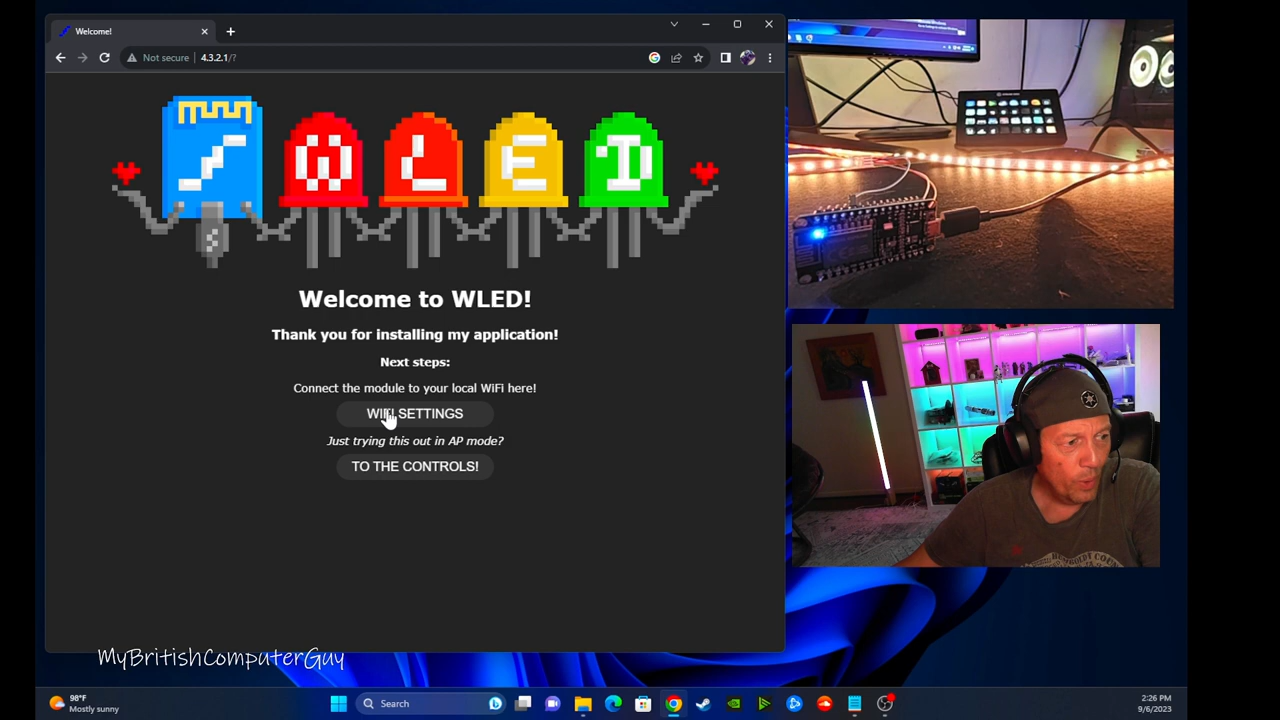 Welcome!
Not secure
4.3.2.1/?
W L E D
Welcome to WLED!
Thank you for installing my application!
Next steps:
Connect the module to your local WiFi here!
WIFI SETTINGS
Just trying this out in AP mode?
TO THE CONTROLS!
MyBritishComputerGuy
98°F
Mostly sunny
Search
2:26 PM
9/6/2023